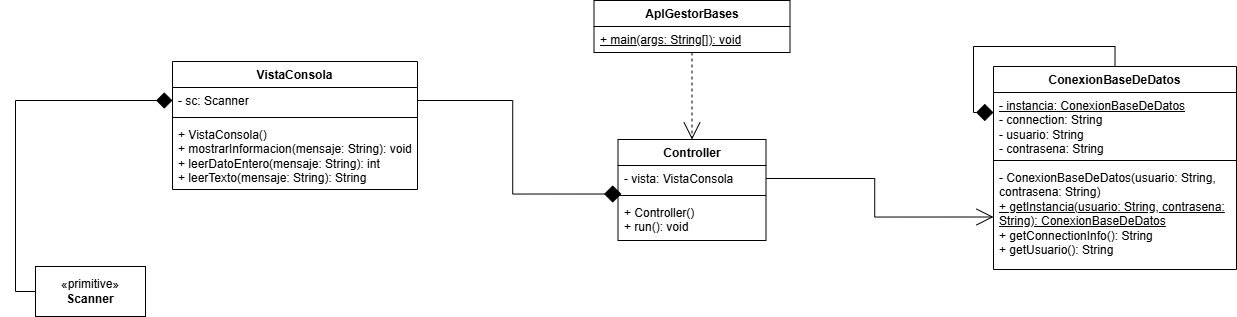 AplGestorBases
+ main(args: String[]): void
VistaConsola
- sc: Scanner
+ VistaConsola()
+ mostrarInformacion(mensaje: String): void
+ leerDatoEntero(mensaje: String): int
+ leerTexto(mensaje: String): String
«primitive»
Scanner
Controller
- vista: VistaConsola
+ Controller()
+ run(): void
ConexionBaseDeDatos
- instancia: ConexionBaseDeDatos
- connection: String
- usuario: String
- contrasena: String
- ConexionBaseDeDatos(usuario: String,
contrasena: String)
+ getInstancia(usuario: String, contrasena:
String): ConexionBaseDeDatos
+ getConnectionInfo(): String
+ getUsuario(): String